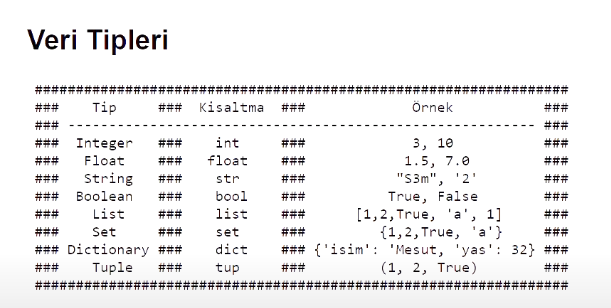 Veri Tipleri
#################################################################
### Tip ### Kisaltma ### Örnek ###
### --------------------------------------------------------- ###
### Integer ### int ### 3, 10 ###
### Float ### float ### 1.5, 7.0 ###
### String ### str ### "S3m", '2' ###
### Boolean ### bool ### True, False ###
### List ### list ### [1,2,True, 'a', 1] ###
### Set ### set ### {1,2,True, 'a'} ###
### Dictionary ### dict ### {'isim': 'Mesut, 'yas': 32} ###
### Tuple ### tup ### (1, 2, True) ###
#################################################################